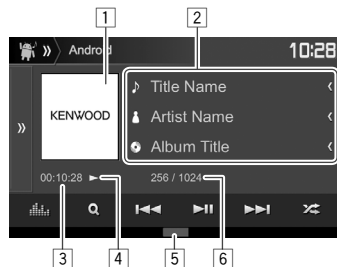 1
2
Android
10:28
KENWOOD
Title Name
Artist Name
Album Title
00:10:28
256 / 1024
3
4
5
6